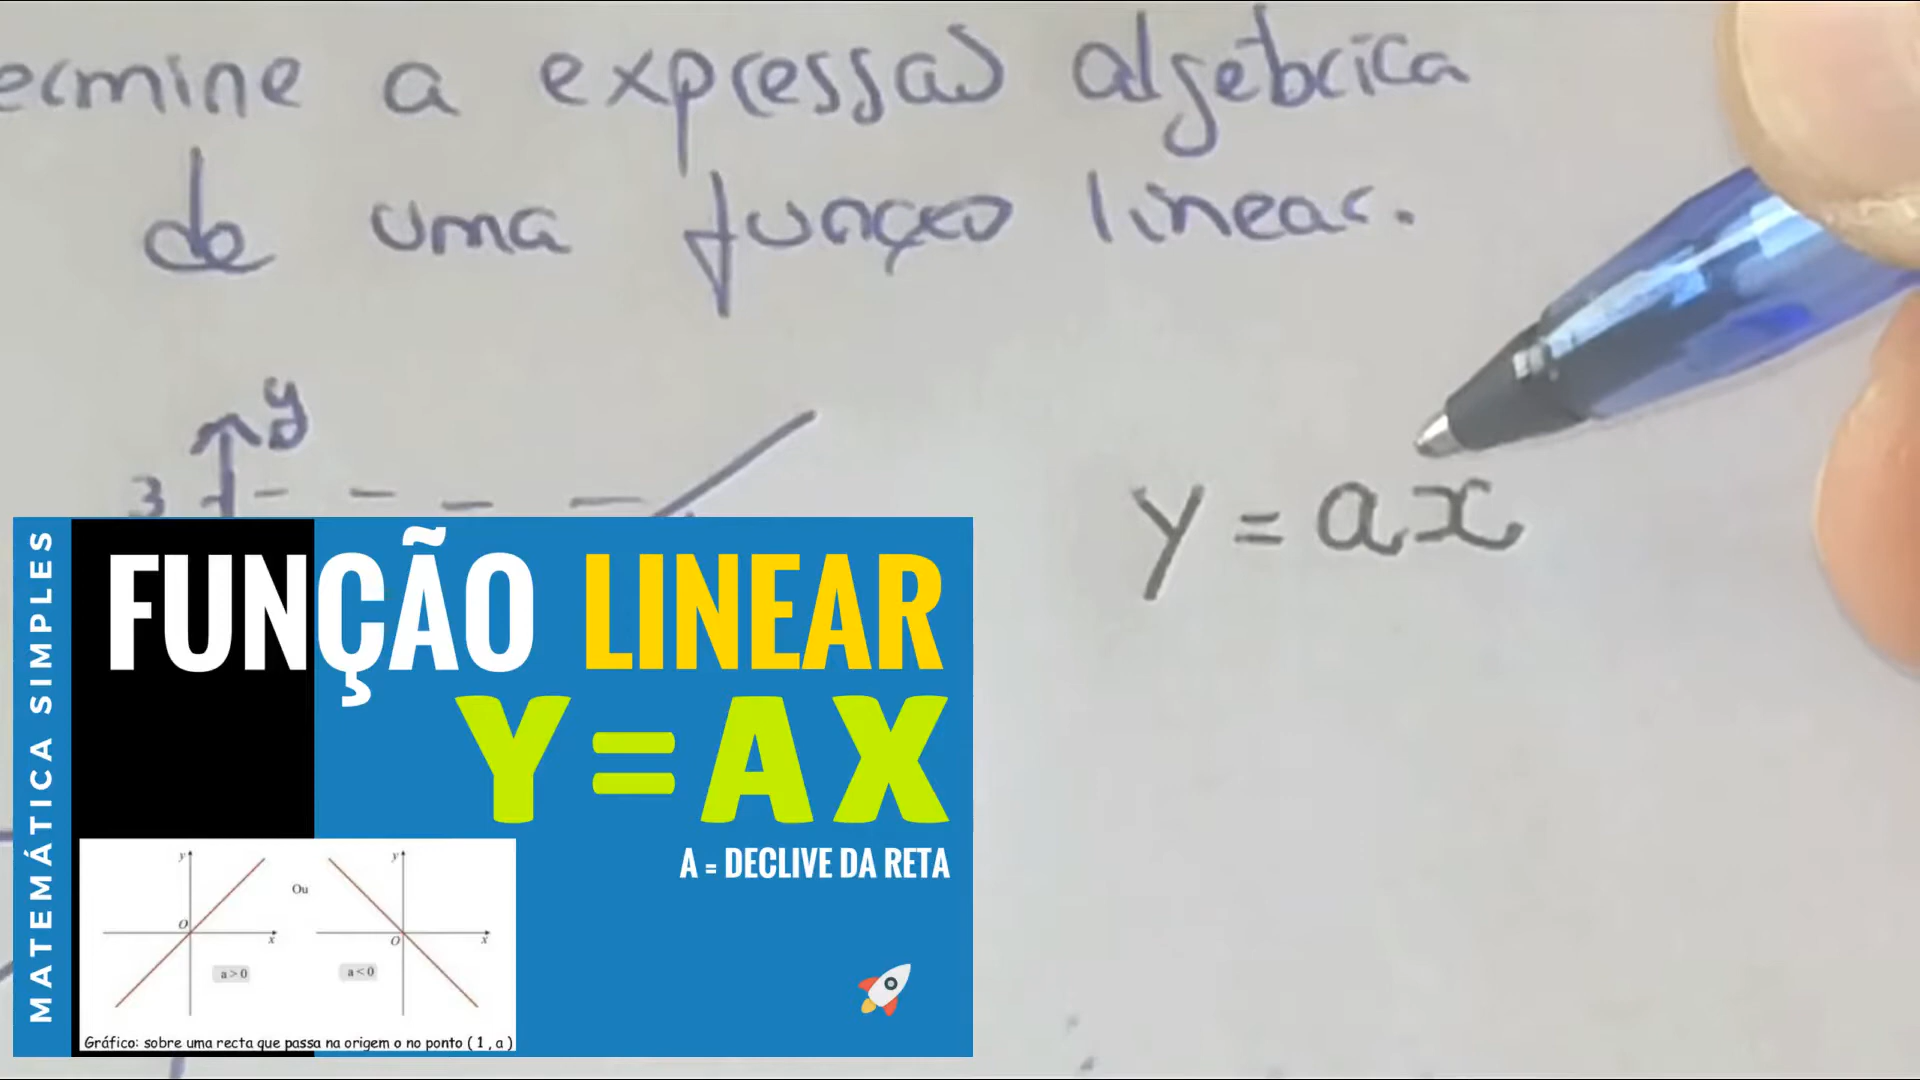 ermine a expressão algébrica
de uma função linear.
y
3
y = ax
MATEMÁTICA SIMPLES
FUNÇÃO LINEAR
Y=AX
A = DECLIVE DA RETA
y
y
Ou
O
x
O
x
a > 0
a < 0
Gráfico: sobre uma recta que passa na origem o no ponto ( 1 , a )